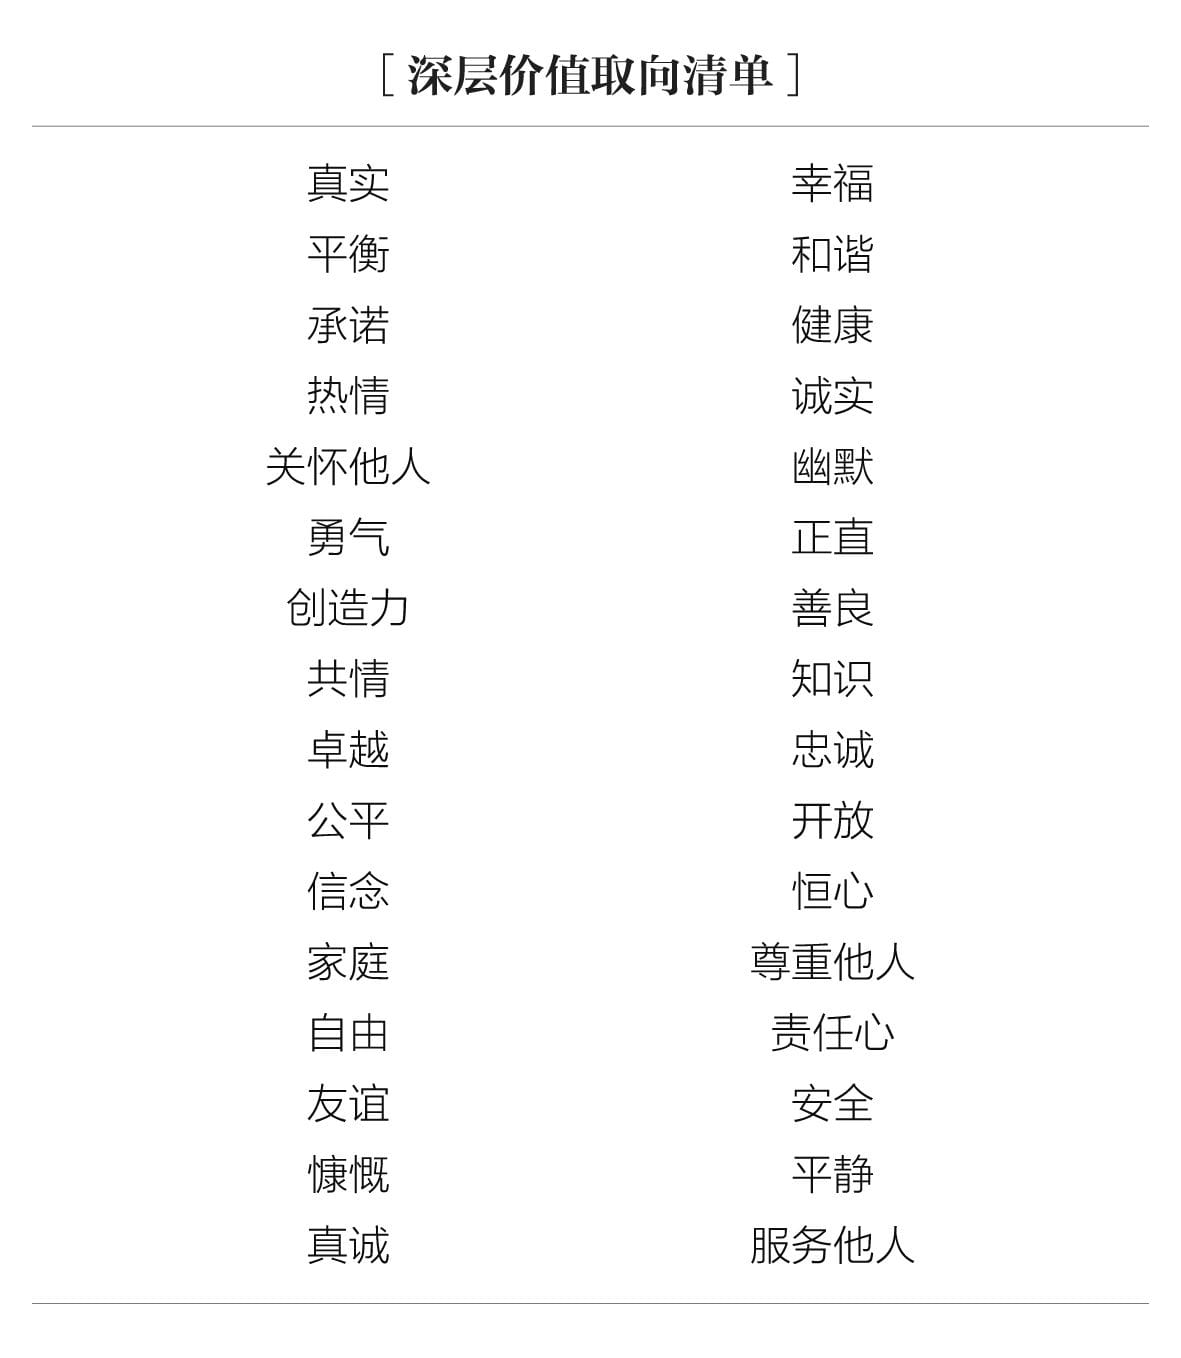 [ 深层价值取向清单 ]
真实 幸福
平衡 和谐
承诺 健康
热情 诚实
关怀他人 幽默
勇气 正直
创造力 善良
共情 知识
卓越 忠诚
公平 开放
信念 恒心
家庭 尊重他人
自由 责任心
友谊 安全
慷慨 平静
真诚 服务他人